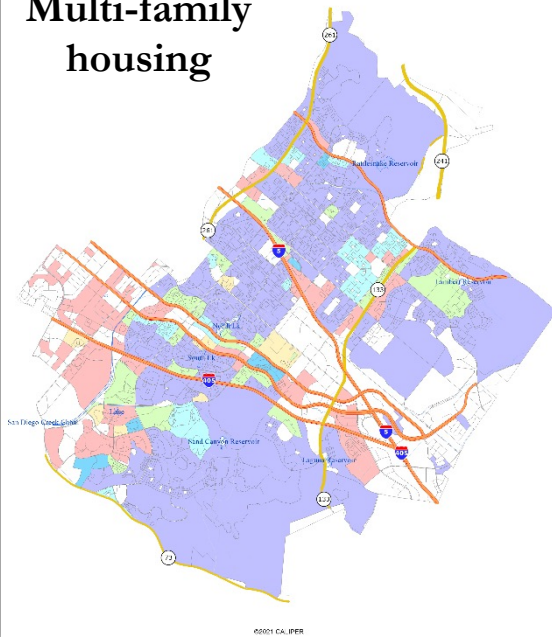 Multi-family
housing
261
Rattlesnake Reservoir
241
261
5
133
Lambert Reservoir
North Lk
South Lk
405
Lake
San Diego Creek Channel
Sand Canyon Reservoir
5
405
Laguna Reservoir
133
73
©2021 CALIPER